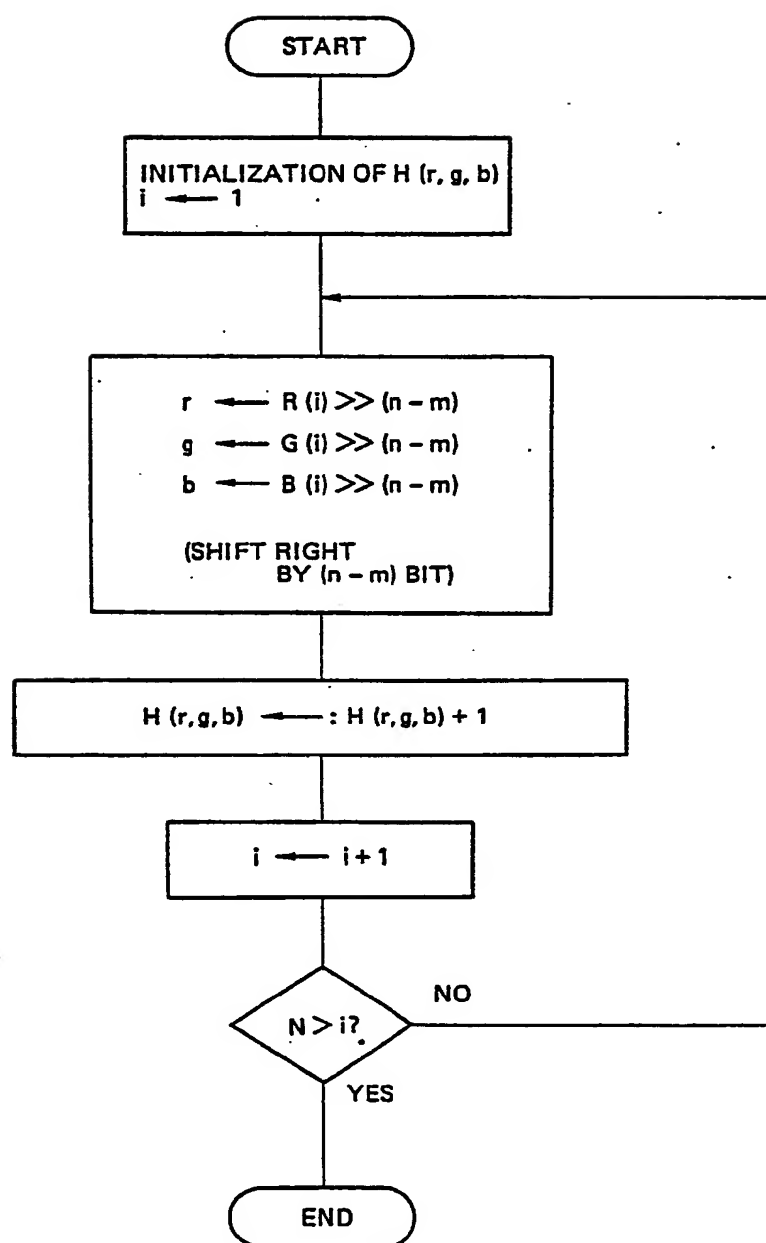 START
INITIALIZATION OF H (r, g, b)
i ← 1
r ← R (i) >> (n – m)
g ← G (i) >> (n – m)
b ← B (i) >> (n – m)
(SHIFT RIGHT
BY (n – m) BIT)
H (r, g, b) ← : H (r, g, b) + 1
i ← i + 1
N > i?
NO
YES
END